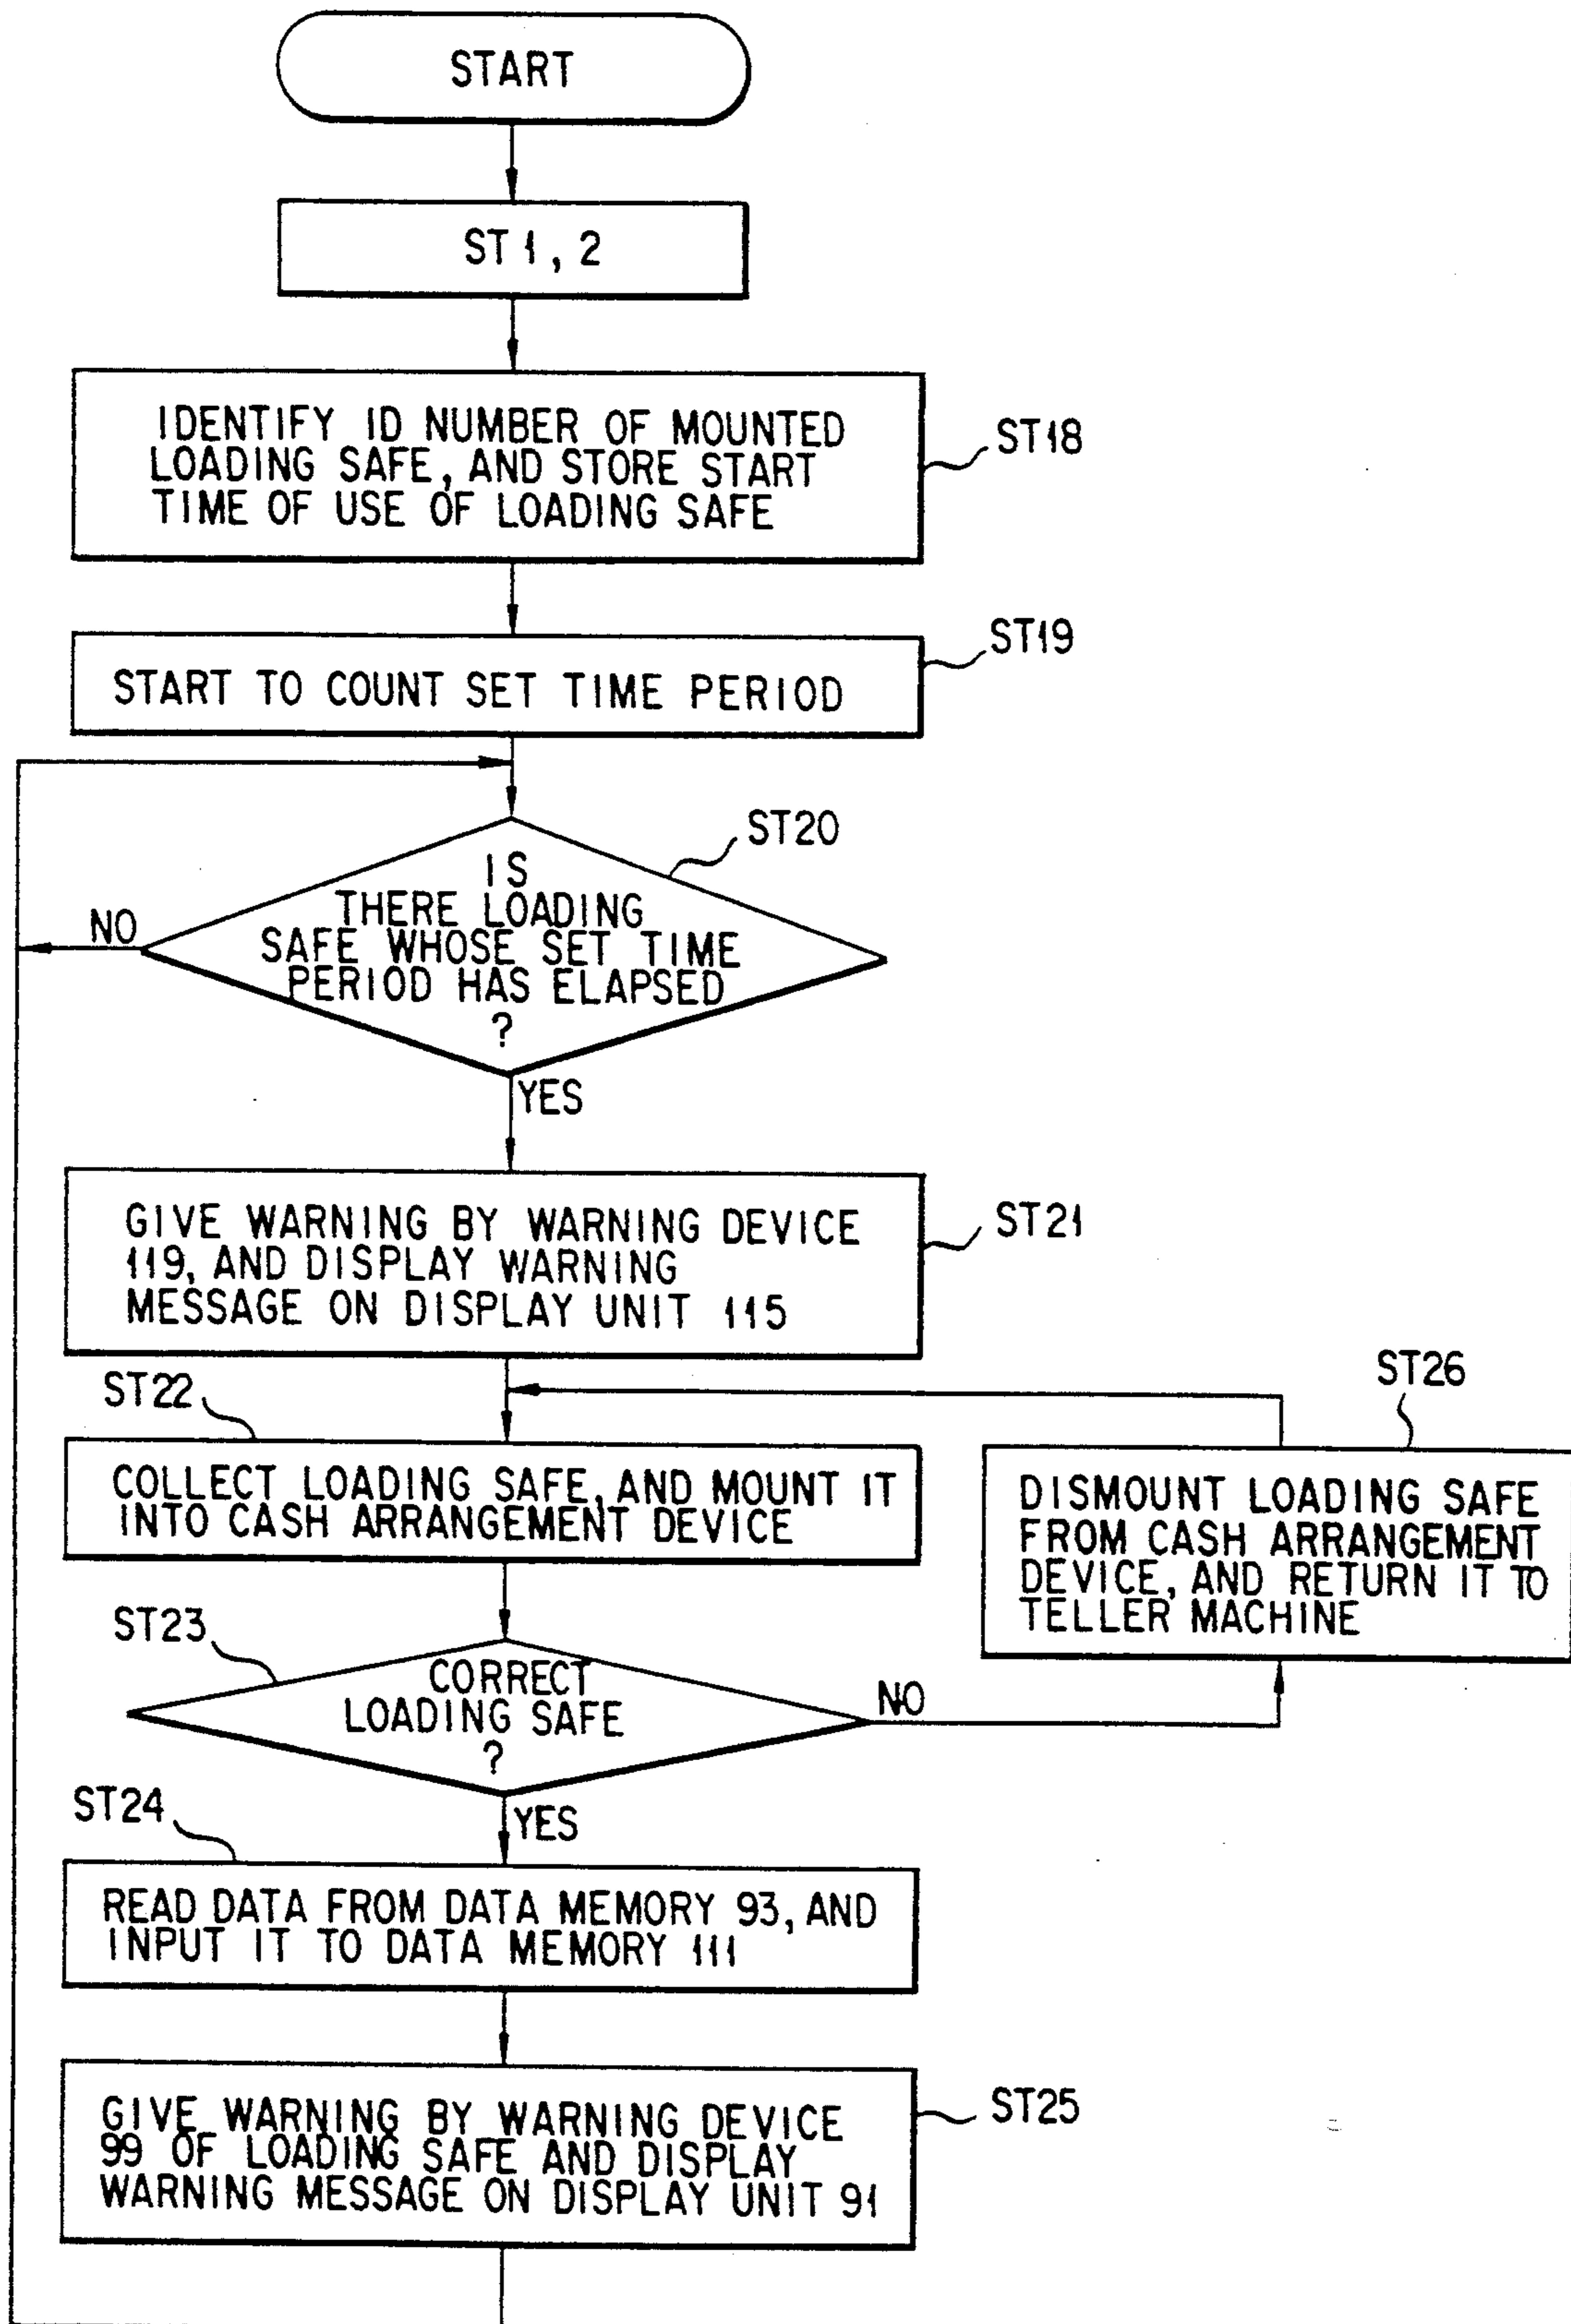 START
ST1, 2
IDENTIFY ID NUMBER OF MOUNTED
LOADING SAFE, AND STORE START
TIME OF USE OF LOADING SAFE
ST18
START TO COUNT SET TIME PERIOD
ST19
ST20
IS
THERE LOADING
SAFE WHOSE SET TIME
PERIOD HAS ELAPSED
?
NO
YES
GIVE WARNING BY WARNING DEVICE
119, AND DISPLAY WARNING
MESSAGE ON DISPLAY UNIT 115
ST21
ST22
COLLECT LOADING SAFE, AND MOUNT IT
INTO CASH ARRANGEMENT DEVICE
ST26
DISMOUNT LOADING SAFE
FROM CASH ARRANGEMENT
DEVICE, AND RETURN IT TO
TELLER MACHINE
ST23
CORRECT
LOADING SAFE
?
NO
YES
ST24
READ DATA FROM DATA MEMORY 93, AND
INPUT IT TO DATA MEMORY 111
GIVE WARNING BY WARNING DEVICE
99 OF LOADING SAFE AND DISPLAY
WARNING MESSAGE ON DISPLAY UNIT 91
ST25